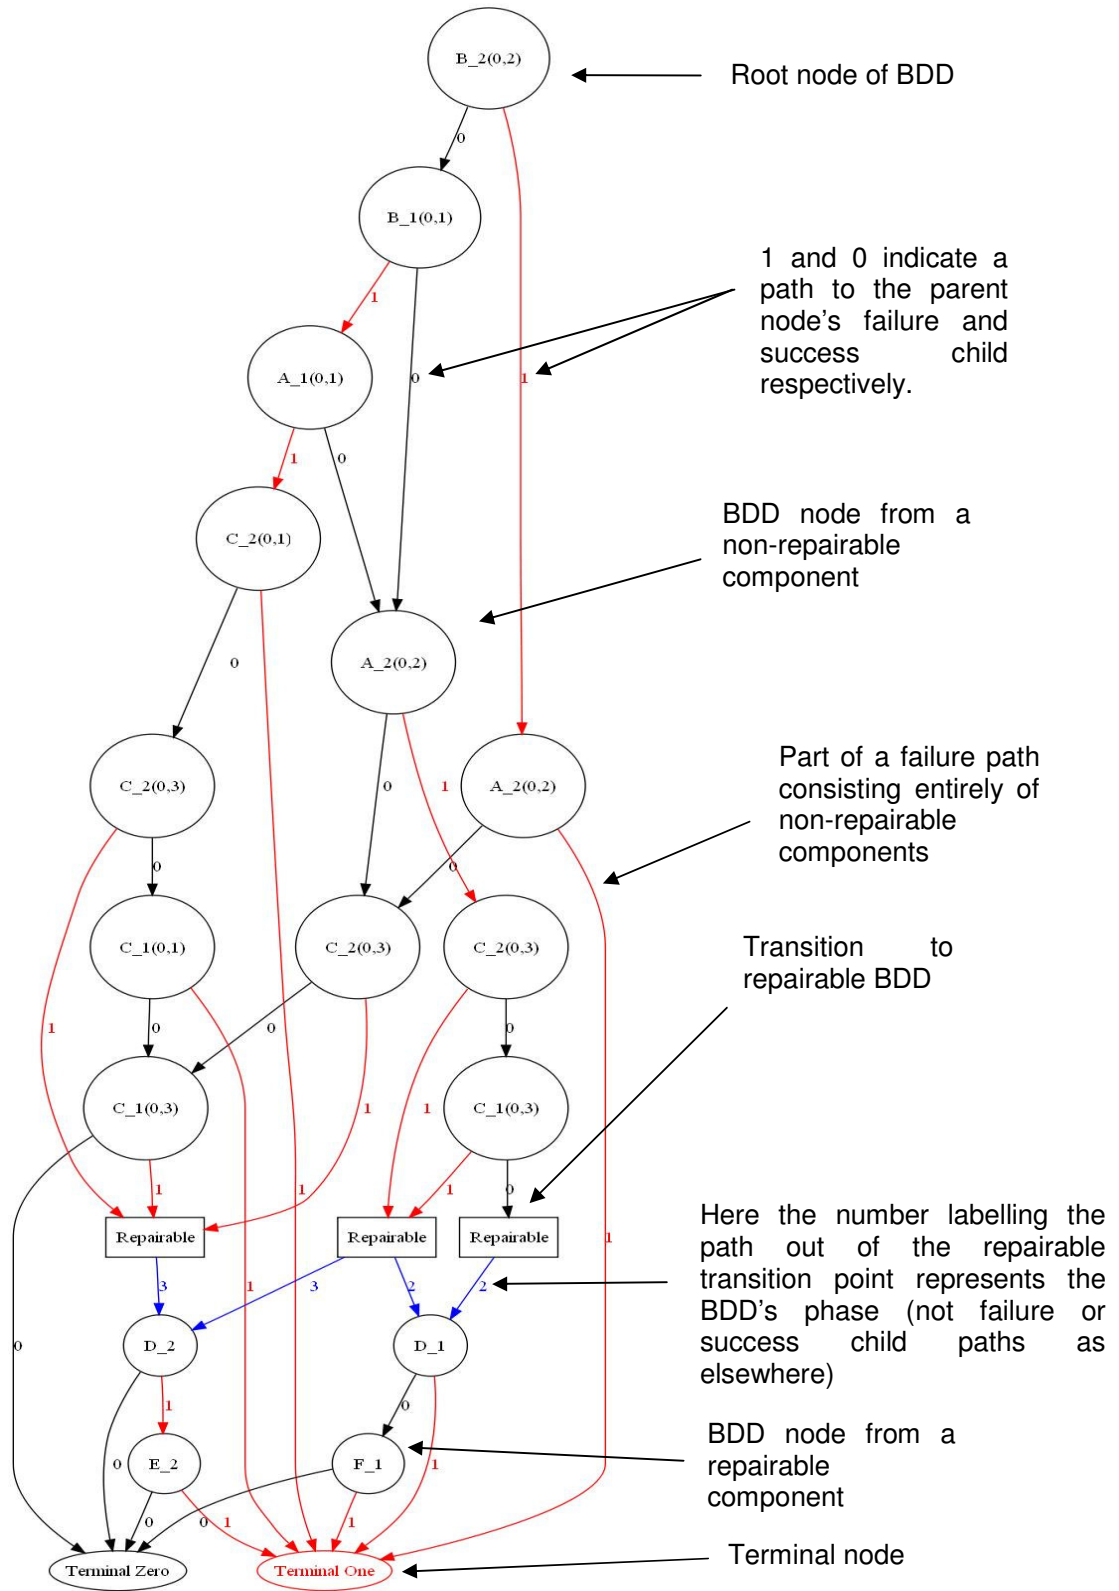 B_2(0,2)
Root node of BDD
0
B_1(0,1)
1 and 0 indicate a
path to the parent
node's failure and
success child
respectively.
1
A_1(0,1)
0
1
1
0
BDD node from a
non-repairable
component
C_2(0,1)
0
A_2(0,2)
Part of a failure path
consisting entirely of
non-repairable
components
C_2(0,3)
0
1
A_2(0,2)
0
0
C_1(0,1)
C_2(0,3)
C_2(0,3)
Transition to
repairable BDD
1
0
0
0
C_1(0,3)
1
1
C_1(0,3)
1
1
1
0
Here the number labelling the
path out of the repairable
transition point represents the
BDD's phase (not failure or
success child paths as
elsewhere)
Repairable
Repairable
Repairable
1
3
1
3
2
2
0
D_2
D_1
1
0
BDD node from a
repairable
component
0
E_2
F_1
1
0
1
0
1
Terminal node
Terminal Zero
Terminal One